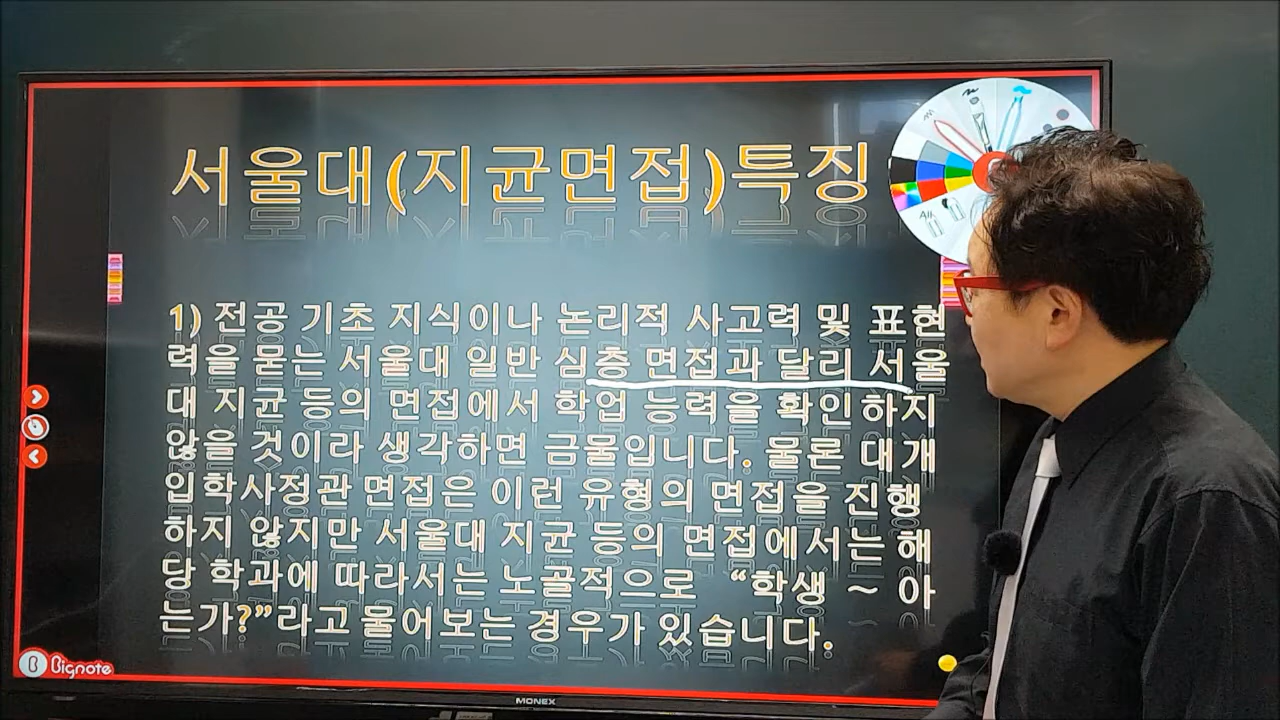 서울대(지균면접)특징
1) 전공 기초 지식이나 논리적 사고력 및 표현
력을 묻는 서울대 일반 심층 면접과 달리 서울
대 지균 등의 면접에서 학업 능력을 확인하지
않을 것이라 생각하면 금물입니다. 물론 대개
입학사정관 면접은 이런 유형의 면접을 진행
하지 않지만 서울대 지균 등의 면접에서는 해
당 학과에 따라서는 노골적으로 “학생 ~ 아
는가?”라고 물어보는 경우가 있습니다.
All
B Bignote
MONEX